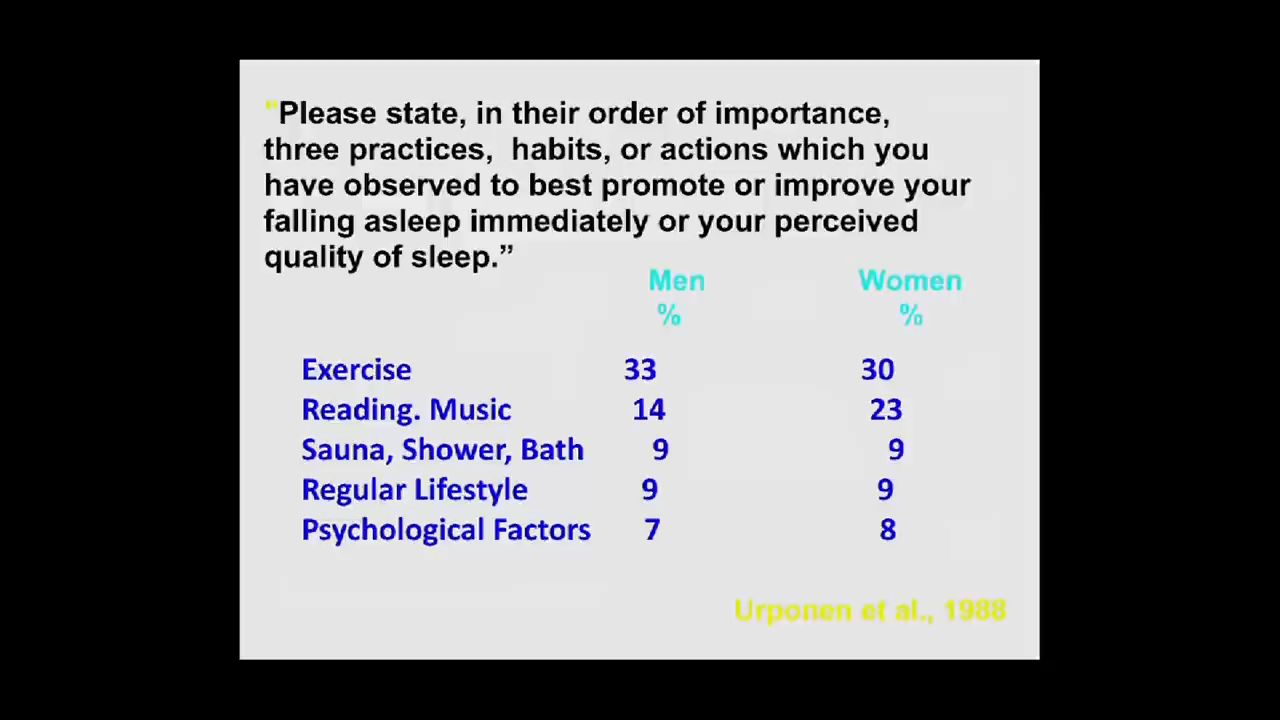 "Please state, in their order of importance,
three practices, habits, or actions which you
have observed to best promote or improve your
falling asleep immediately or your perceived
quality of sleep.”
Men Women
% %
Exercise 33 30
Reading. Music 14 23
Sauna, Shower, Bath 9 9
Regular Lifestyle 9 9
Psychological Factors 7 8
Urponen et al., 1988